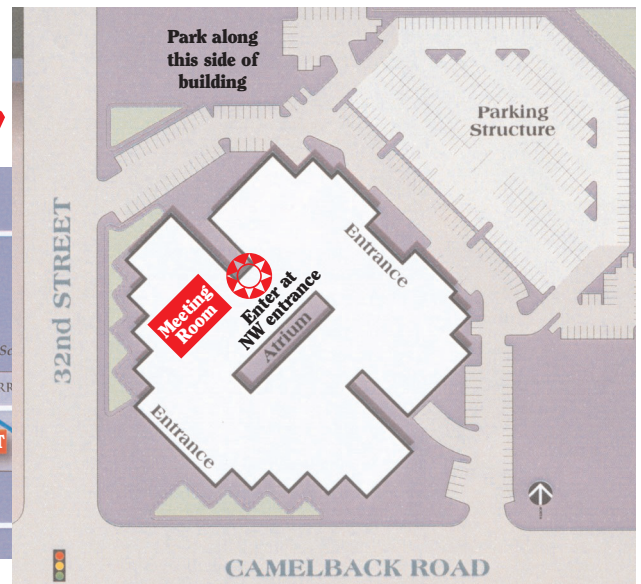 Park along
this side of
building
Parking
Structure
32nd STREET
Entrance
Enter at
NW entrance
Meeting
Room
Atrium
Entrance
CAMELBACK ROAD